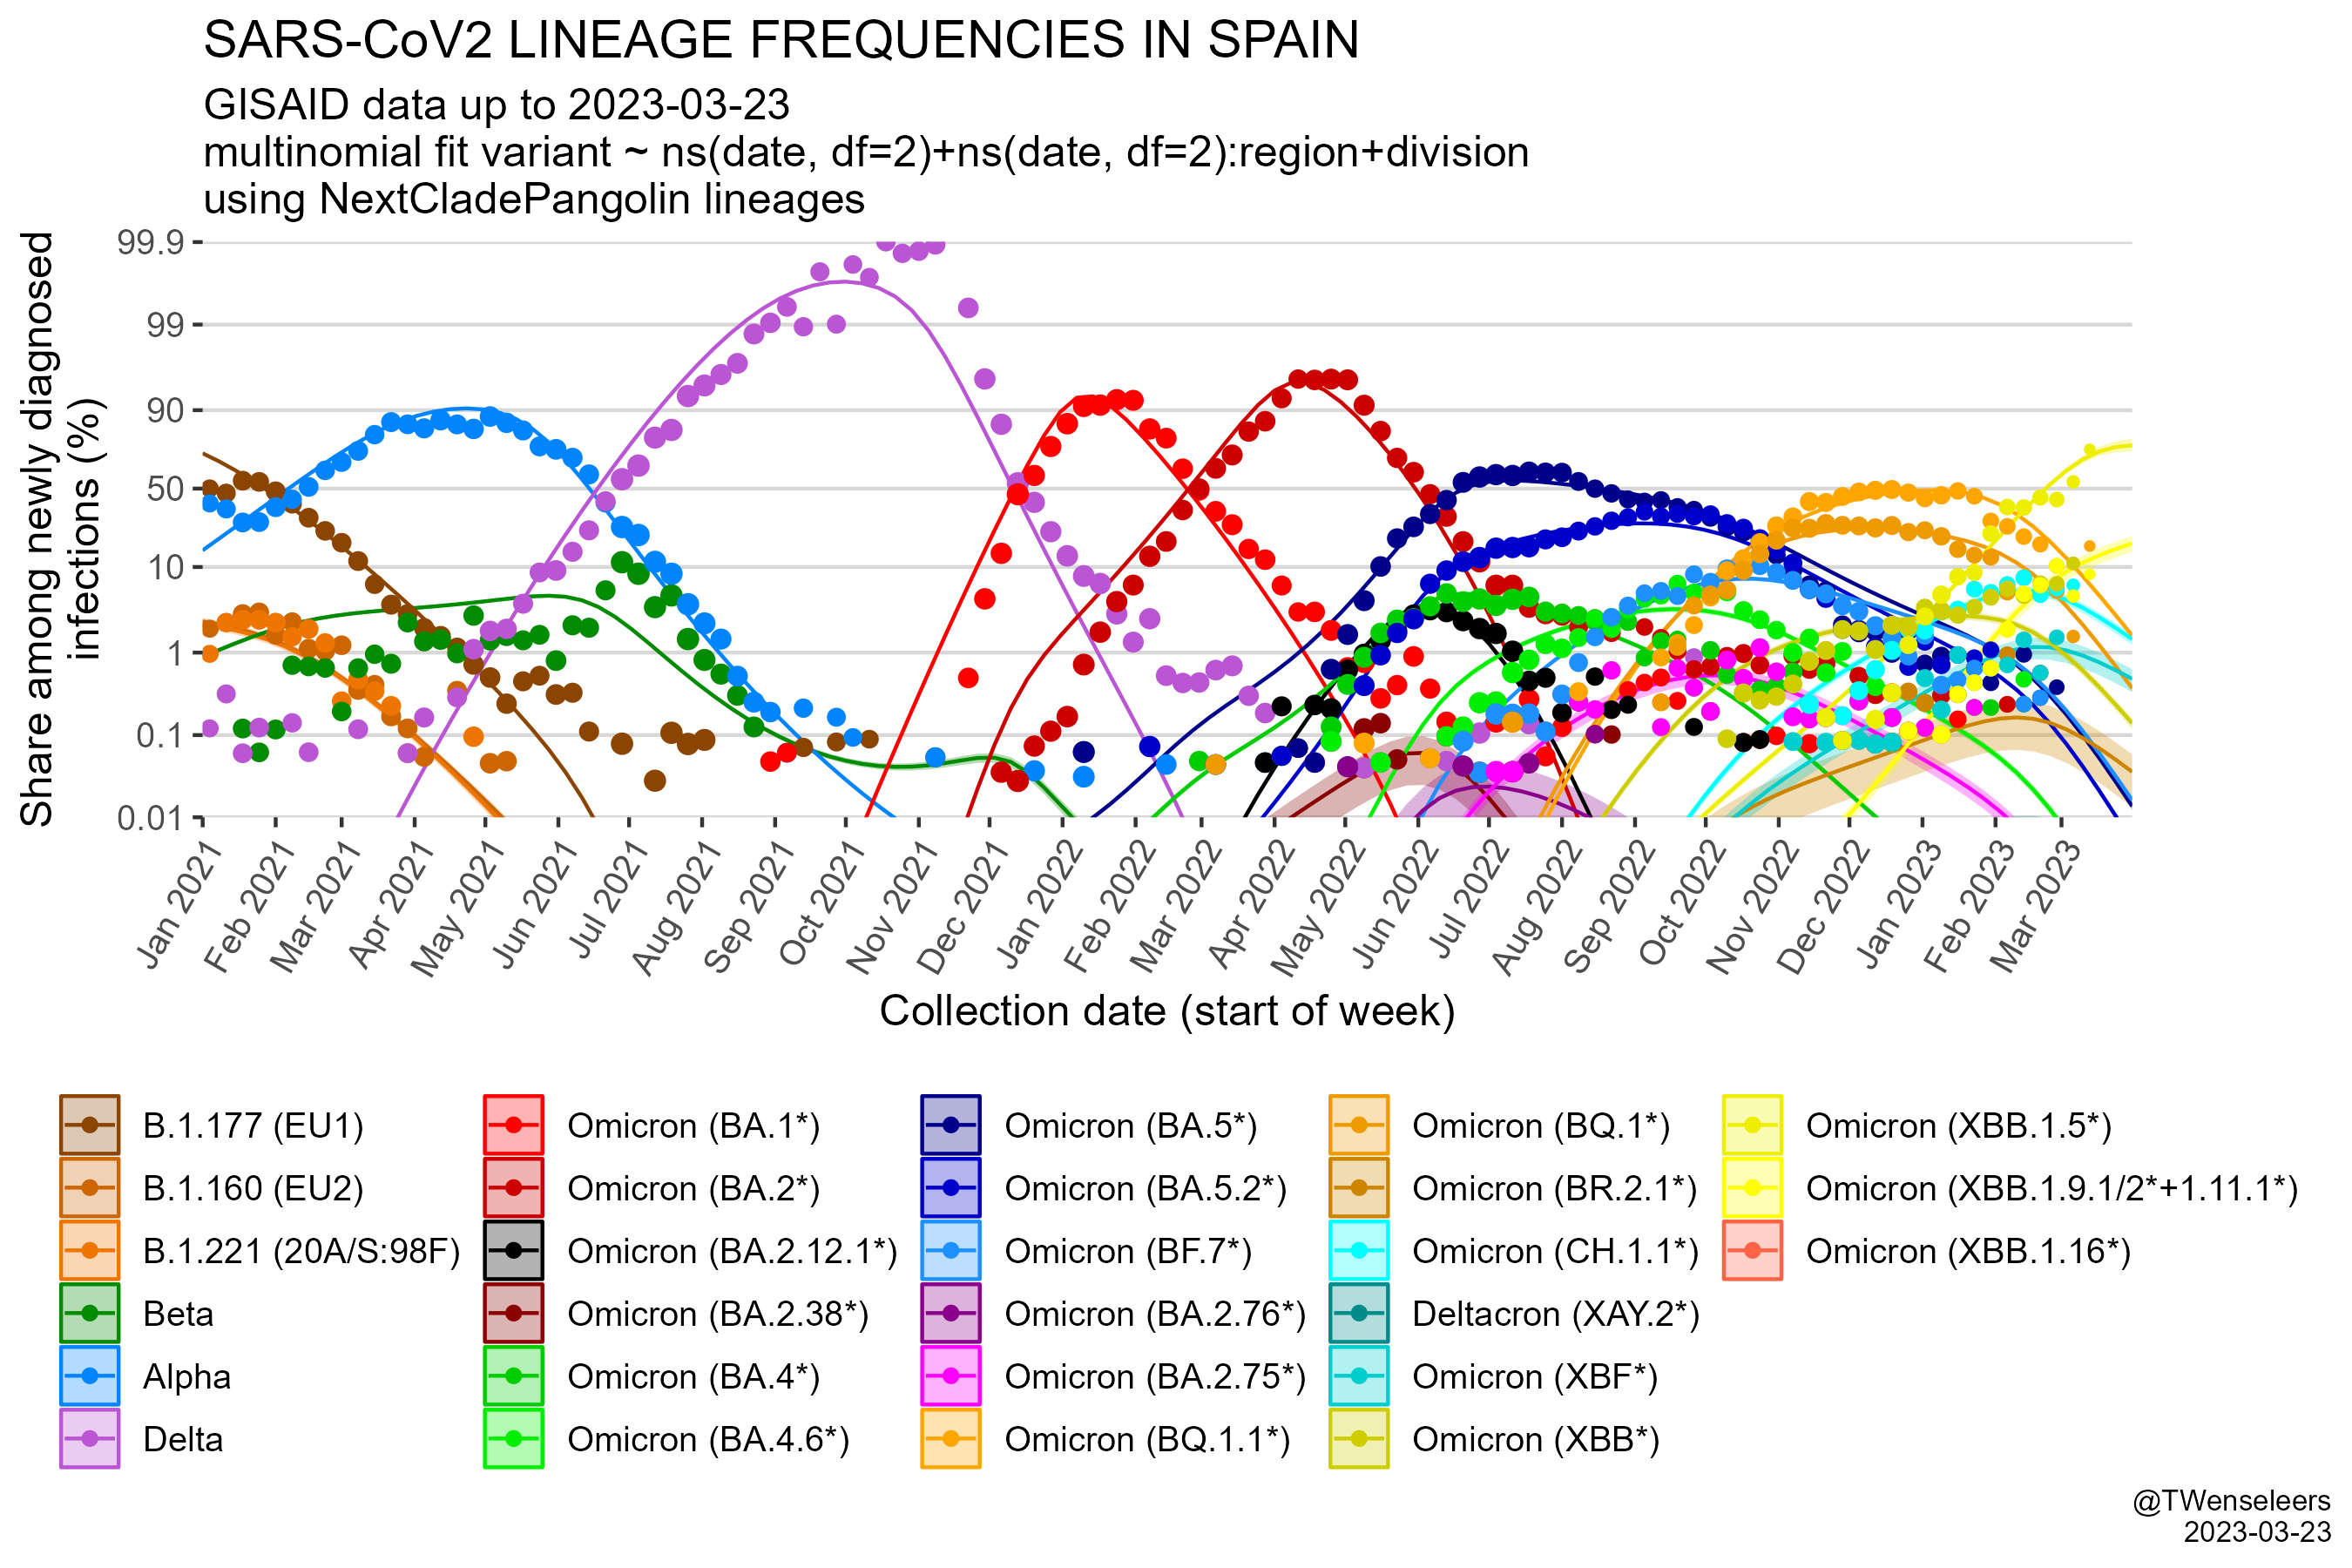 SARS-CoV2 LINEAGE FREQUENCIES IN SPAIN
GISAID data up to 2023-03-23
multinomial fit variant ~ ns(date, df=2)+ns(date, df=2):region+division
using NextCladePangolin lineages
Share among newly diagnosed
infections (%)
99.9
99
90
50
10
1
0.1
0.01
Jan 2021
Feb 2021
Mar 2021
Apr 2021
May 2021
Jun 2021
Jul 2021
Aug 2021
Sep 2021
Oct 2021
Nov 2021
Dec 2021
Jan 2022
Feb 2022
Mar 2022
Apr 2022
May 2022
Jun 2022
Jul 2022
Aug 2022
Sep 2022
Oct 2022
Nov 2022
Dec 2022
Jan 2023
Feb 2023
Mar 2023
Collection date (start of week)
B.1.177 (EU1)
B.1.160 (EU2)
B.1.221 (20A/S:98F)
Beta
Alpha
Delta
Omicron (BA.1*)
Omicron (BA.2*)
Omicron (BA.2.12.1*)
Omicron (BA.2.38*)
Omicron (BA.4*)
Omicron (BA.4.6*)
Omicron (BA.5*)
Omicron (BA.5.2*)
Omicron (BF.7*)
Omicron (BA.2.76*)
Omicron (BA.2.75*)
Omicron (BQ.1.1*)
Omicron (BQ.1*)
Omicron (BR.2.1*)
Omicron (CH.1.1*)
Deltacron (XAY.2*)
Omicron (XBF*)
Omicron (XBB*)
Omicron (XBB.1.5*)
Omicron (XBB.1.9.1/2*+1.11.1*)
Omicron (XBB.1.16*)
@TWenseleers
2023-03-23